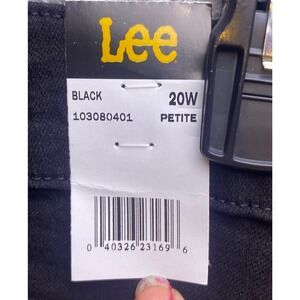 Lee
BLACK 20W
103080401 PETITE
0 40326 23169 6